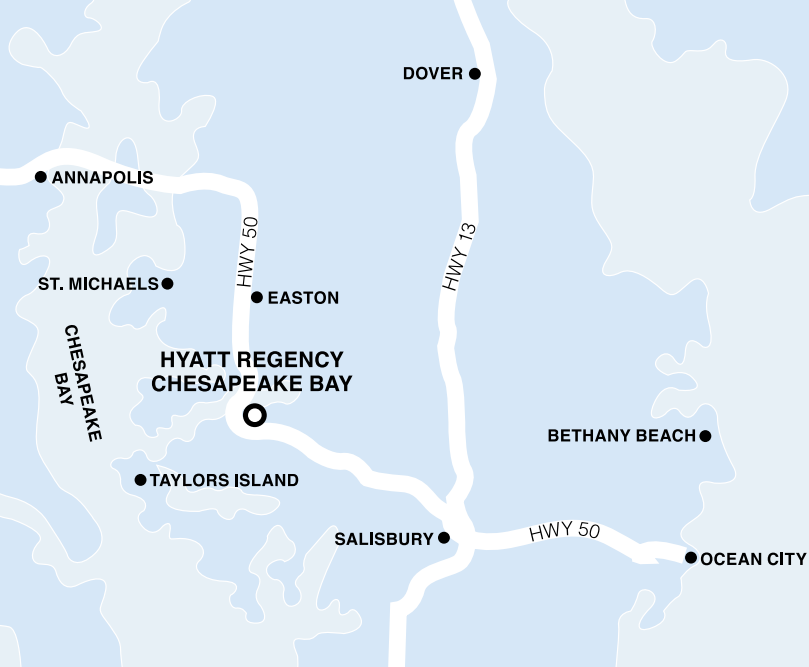 DOVER
ANNAPOLIS
HWY 50
HWY 13
ST. MICHAELS
EASTON
CHESAPEAKE
BAY
HYATT REGENCY
CHESAPEAKE BAY
BETHANY BEACH
TAYLORS ISLAND
SALISBURY
HWY 50
OCEAN CITY